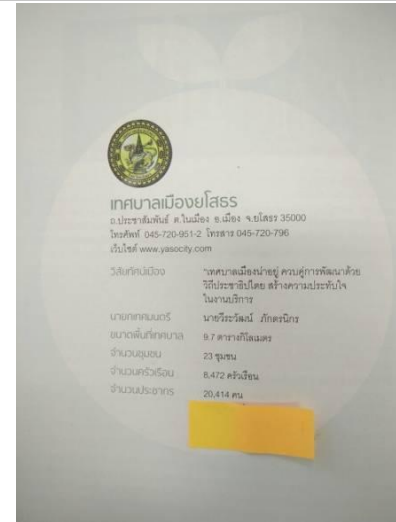 เทศบาลเมืองยโสธร
ถ.ประชาสัมพันธ์ ต.ในเมือง อ.เมือง จ.ยโสธร 35000
โทรศัพท์ 045-720-951-2 โทรสาร 045-720-796
เว็บไซต์ www.yasocity.com
วิสัยทัศน์เมือง "เทศบาลเมืองน่าอยู่ ควบคู่การพัฒนาด้วย
วิถีประชาธิปไตย สร้างความประทับใจ
ในงานบริการ
นายกเทศมนตรี นายวีระวัฒน์ ภักตรนิกร
ขนาดพื้นที่เทศบาล 9.7 ตารางกิโลเมตร
จำนวนชุมชน 23 ชุมชน
จำนวนครัวเรือน 8,472 ครัวเรือน
จำนวนประชากร 20,414 คน